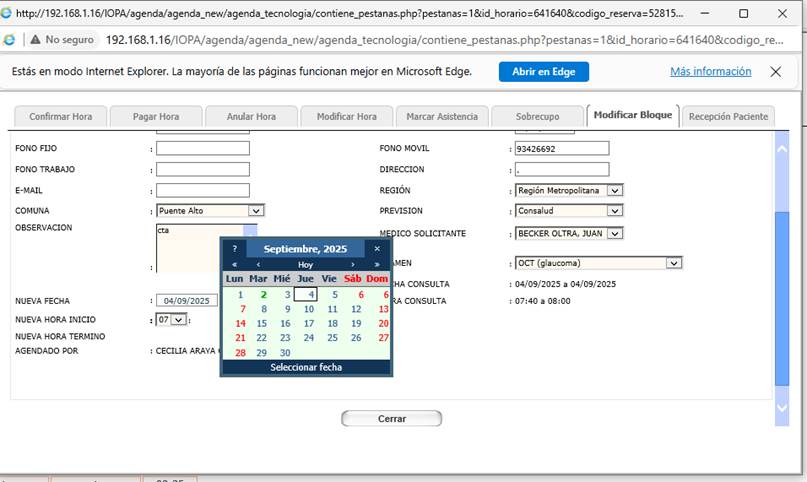 http://192.168.1.16/IOPA/agenda/agenda_new/agenda_tecnologia/contiene_pestanas.php?pestanas=1&id_horario=641640&codigo_reserva=52815...
No seguro 192.168.1.16/IOPA/agenda/agenda_new/agenda_tecnologia/contiene_pestanas.php?pestanas=1&id_horario=641640&codigo_re...
Estás en modo Internet Explorer. La mayoría de las páginas funcionan mejor en Microsoft Edge. Abrir en Edge Más información
Confirmar Hora Pagar Hora Anular Hora Modificar Hora Marcar Asistencia Sobrecupo Modificar Bloque Recepción Paciente
FONO FIJO : FONO MOVIL : 93426692
FONO TRABAJO : DIRECCION : .
E-MAIL : REGIÓN : Región Metropolitana
COMUNA : Puente Alto PREVISION : Consalud
OBSERVACION : cta MEDICO SOLICITANTE : BECKER OLTRA, JUAN
AMEN : OCT (glaucoma)
HA CONSULTA : 04/09/2025 a 04/09/2025
NUEVA FECHA : 04/09/2025 RA CONSULTA : 07:40 a 08:00
NUEVA HORA INICIO : 07 :
NUEVA HORA TERMINO
AGENDADO POR : CECILIA ARAYA
? Septiembre, 2025 ×
« ‹ Hoy › »
Lun Mar Mié Jue Vie Sáb Dom
1 2 3 4 5 6 6
7 8 9 10 11 12 13
14 15 16 17 18 19 20
21 22 23 24 25 26 27
28 29 30
Seleccionar fecha
Cerrar